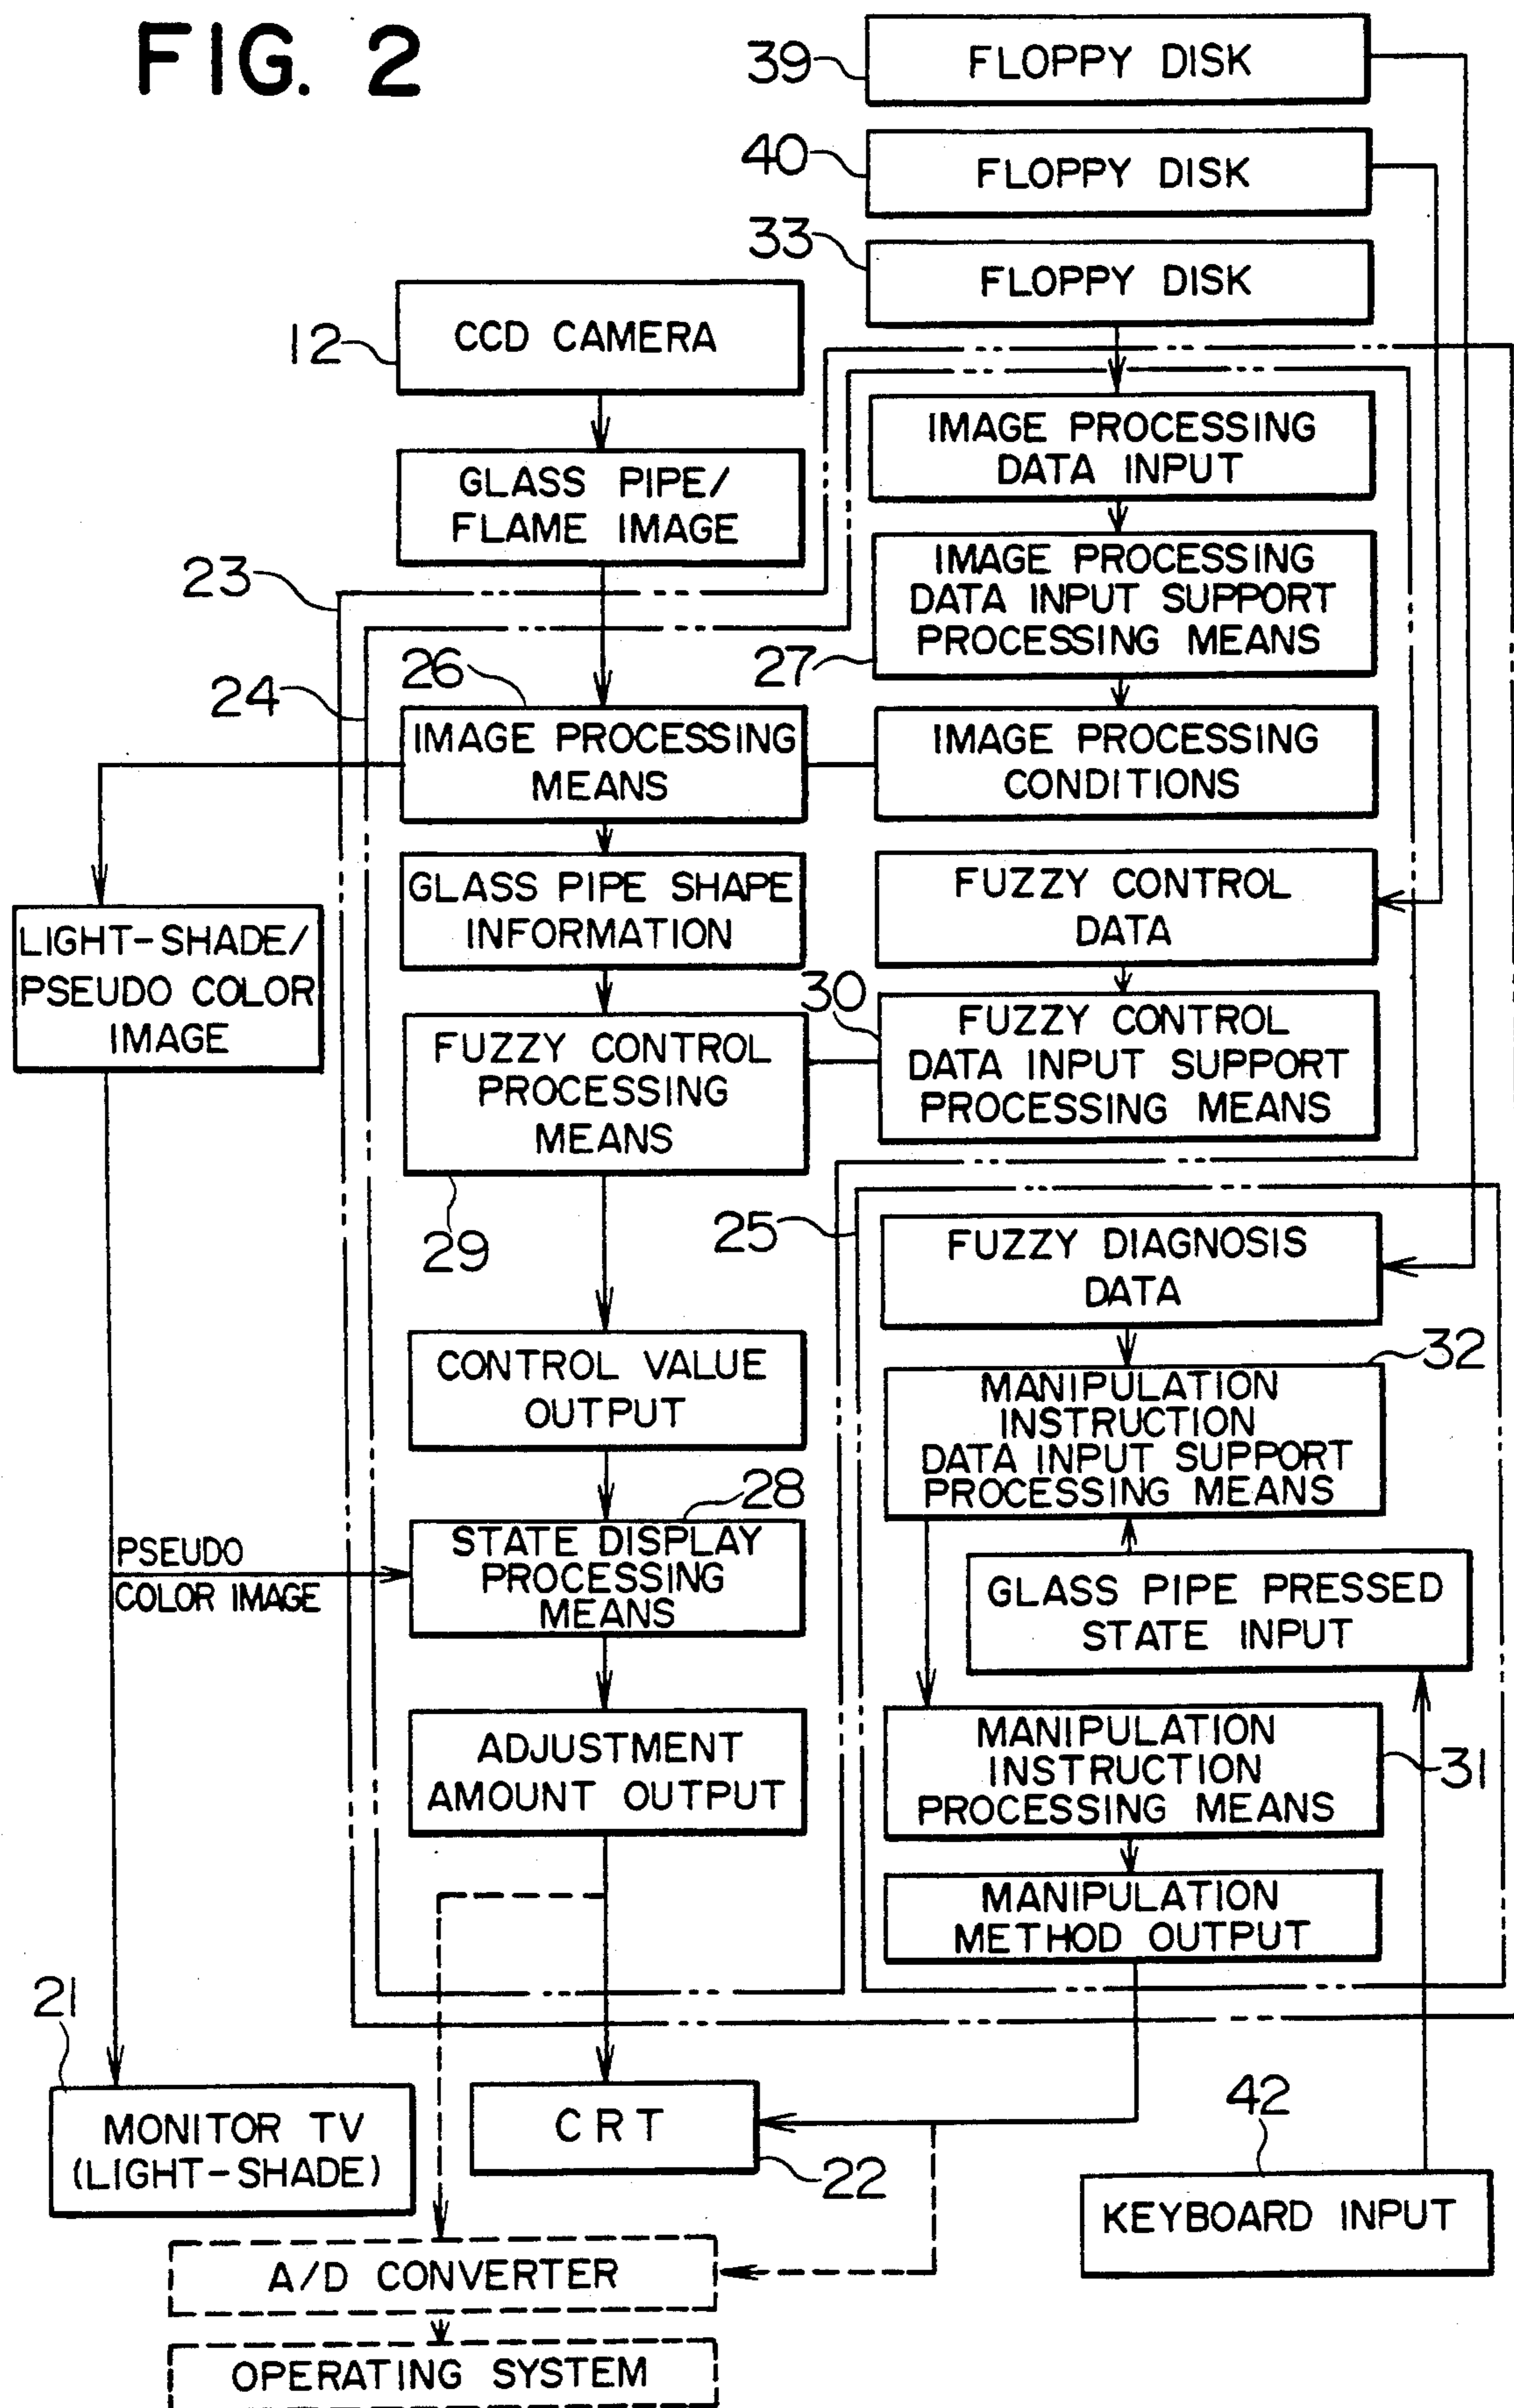 FIG. 2
39
FLOPPY DISK
40
FLOPPY DISK
33
FLOPPY DISK
12
CCD CAMERA
IMAGE PROCESSING
DATA INPUT
GLASS PIPE/
FLAME IMAGE
23
IMAGE PROCESSING
DATA INPUT SUPPORT
PROCESSING MEANS
27
24
26
IMAGE PROCESSING
MEANS
IMAGE PROCESSING
CONDITIONS
GLASS PIPE SHAPE
INFORMATION
FUZZY CONTROL
DATA
LIGHT-SHADE/
PSEUDO COLOR
IMAGE
30
FUZZY CONTROL
PROCESSING
MEANS
29
FUZZY CONTROL
DATA INPUT SUPPORT
PROCESSING MEANS
25
FUZZY DIAGNOSIS
DATA
CONTROL VALUE
OUTPUT
32
MANIPULATION
INSTRUCTION
DATA INPUT SUPPORT
PROCESSING MEANS
28
STATE DISPLAY
PROCESSING
MEANS
PSEUDO
COLOR IMAGE
GLASS PIPE PRESSED
STATE INPUT
ADJUSTMENT
AMOUNT OUTPUT
MANIPULATION
INSTRUCTION
PROCESSING MEANS
31
MANIPULATION
METHOD OUTPUT
21
MONITOR TV
(LIGHT-SHADE)
CRT
22
42
KEYBOARD INPUT
A/D CONVERTER
OPERATING SYSTEM